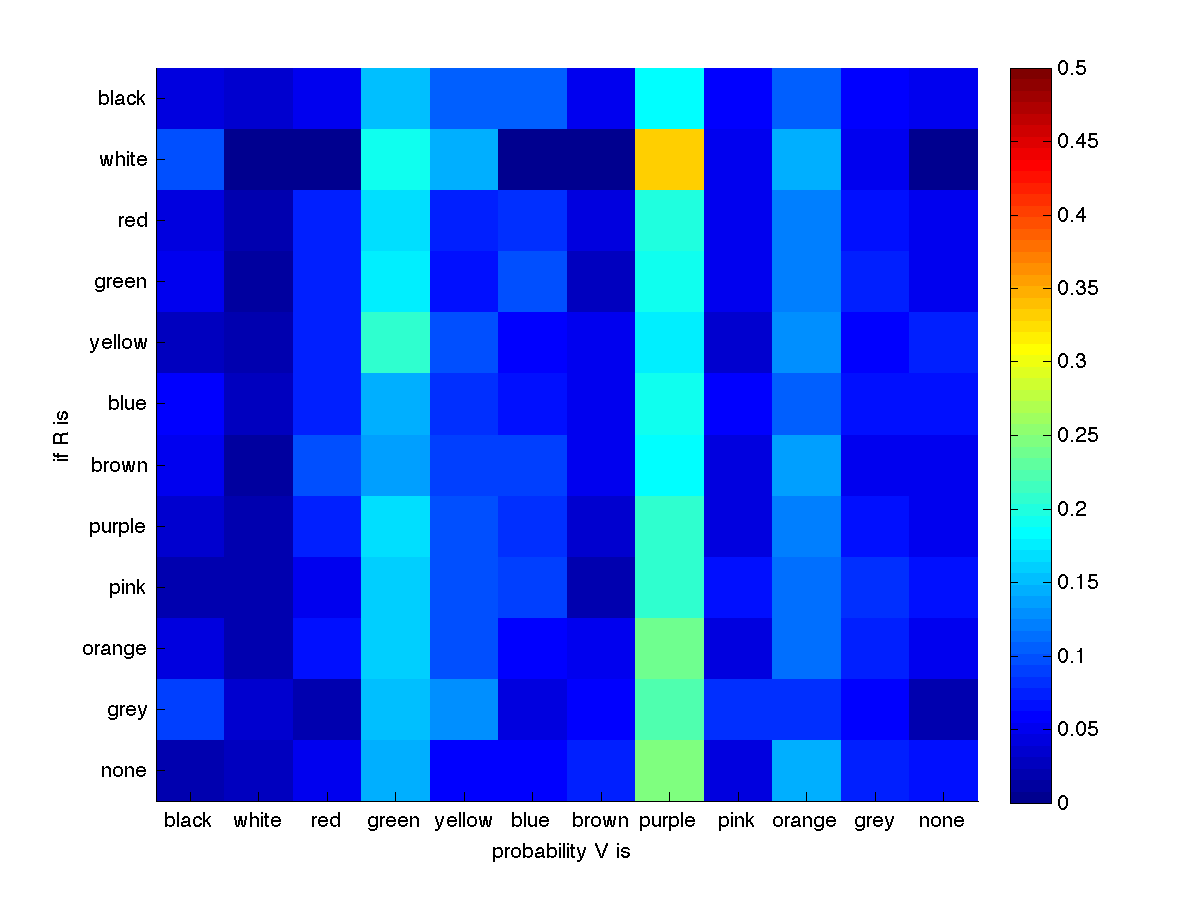 black
white
red
green
yellow
blue
brown
purple
pink
orange
grey
none
if R is
black white red green yellow blue brown purple pink orange grey none
probability V is
0.5
0.45
0.4
0.35
0.3
0.25
0.2
0.15
0.1
0.05
0